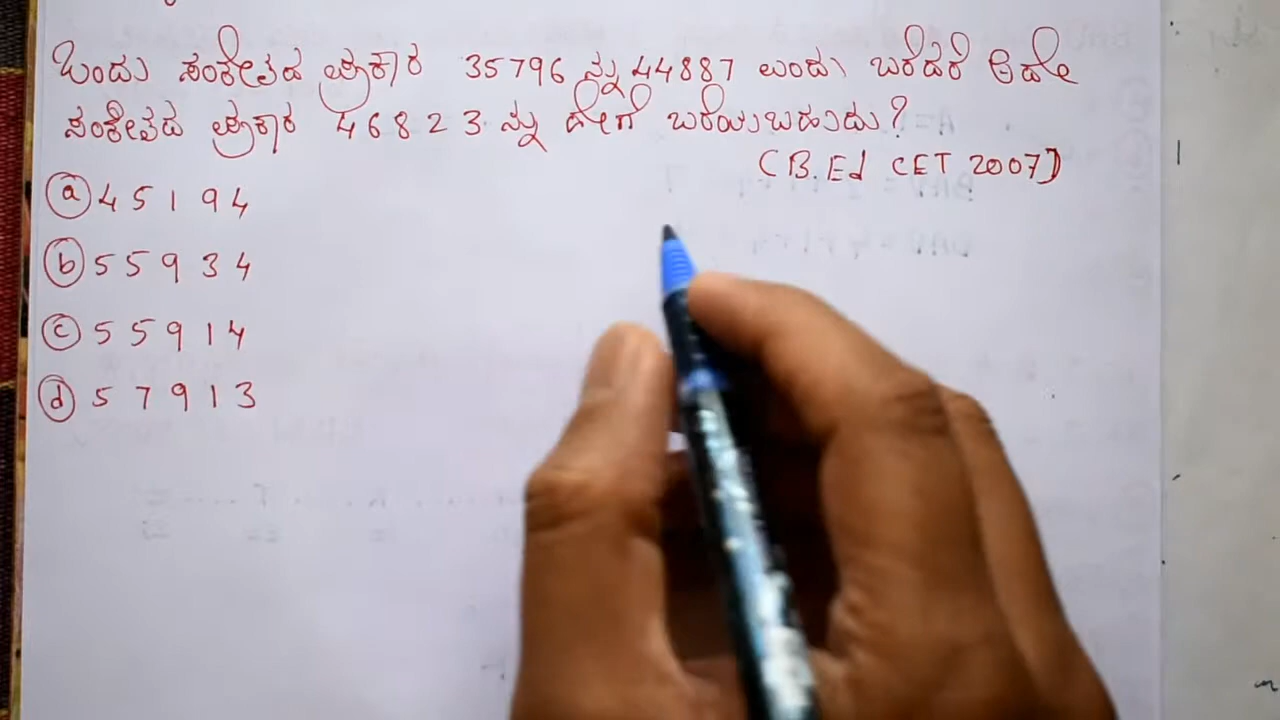 ಒಂದು ಸಂಕೇತದ ಪ್ರಕಾರ 35796 ನ್ನು 44887 ಎಂದು ಬರೆದರೆ ಅದೇ
ಸಂಕೇತದ ಪ್ರಕಾರ 46823 ನ್ನು ಹೇಗೆ ಬರೆಯಬಹುದು?
(B.Ed CET 2007)
(a) 45194
(b) 55934
(c) 55914
(d) 57913